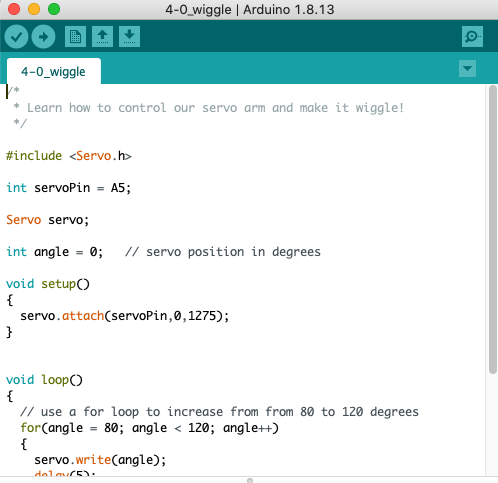 4-0_wiggle | Arduino 1.8.13
4-0_wiggle
/*
 * Learn how to control our servo arm and make it wiggle!
 */
#include <Servo.h>
int servoPin = A5;
Servo servo;
int angle = 0;   // servo position in degrees
void setup()
{
  servo.attach(servoPin,0,1275);
}
void loop()
{
  // use a for loop to increase from from 80 to 120 degrees
  for(angle = 80; angle < 120; angle++)
  {
    servo.write(angle);
    delay(5);